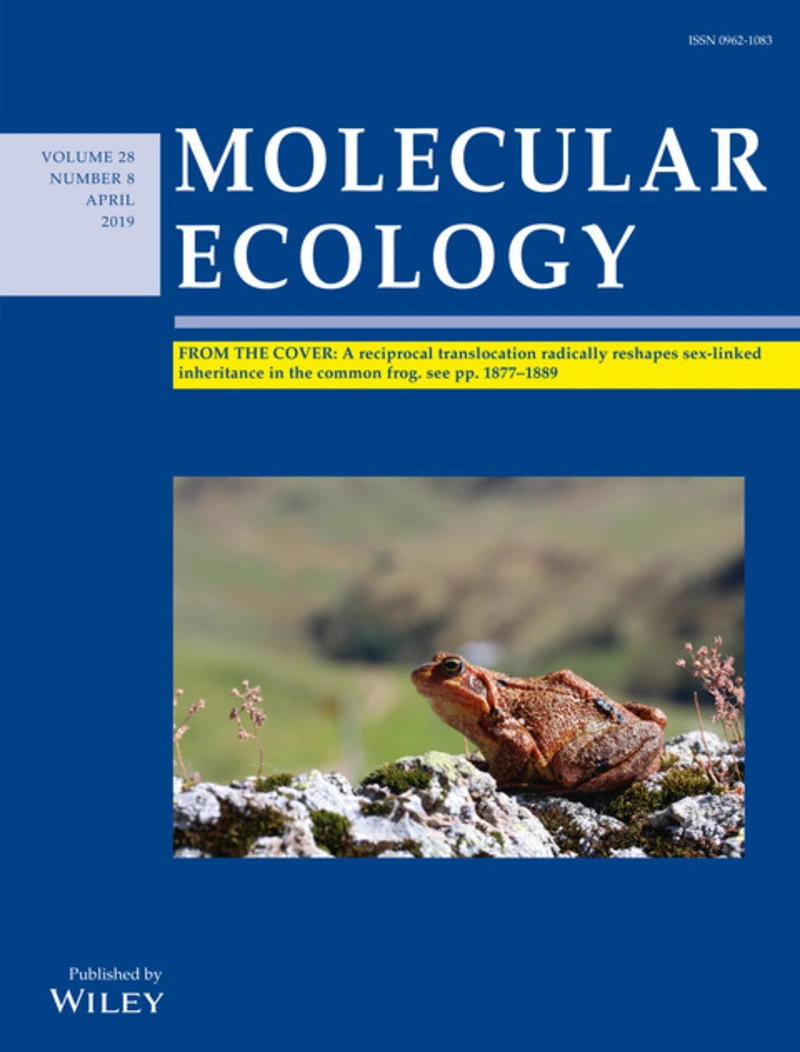 ISSN 0962-1083
VOLUME 28
NUMBER 8
APRIL
2019
MOLECULAR
ECOLOGY
FROM THE COVER: A reciprocal translocation radically reshapes sex-linked
inheritance in the common frog. see pp. 1877–1889
Published by
WILEY